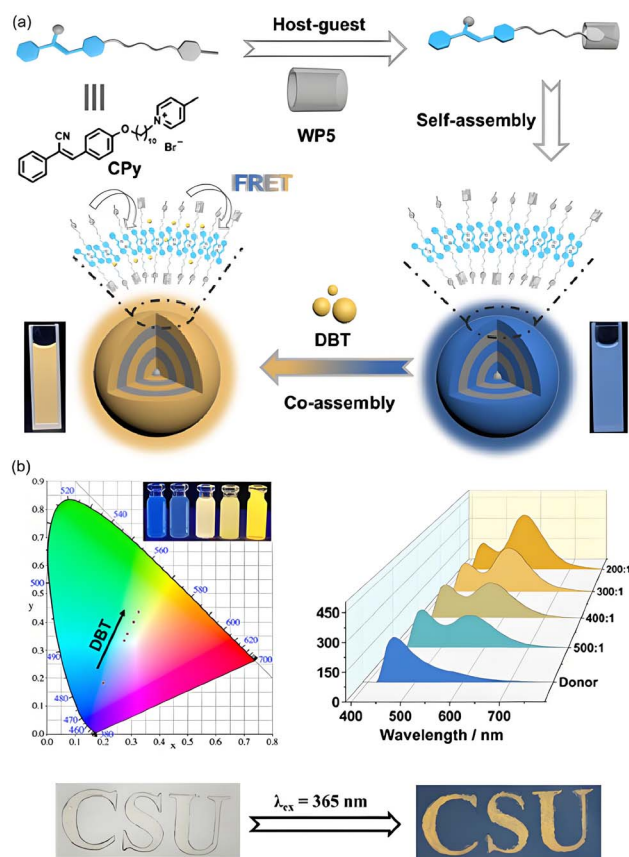 (a)
Host-guest
WP5
Self-assembly
CN
O
10
N
+
Br⁻
CPy
FRET
DBT
Co-assembly
(b)
0.9
0.8
0.7
0.6
0.5
y
0.4
0.3
0.2
0.1
0.0
0.0 0.1 0.2 0.3 0.4 0.5 0.6 0.7 0.8
x
520
540
560
580
600
620
700
500
490
480
470
460
380
DBT
450
300
150
0
400 500 600 700
Wavelength / nm
200:1
300:1
400:1
500:1
Donor
CSU
λex = 365 nm
CSU